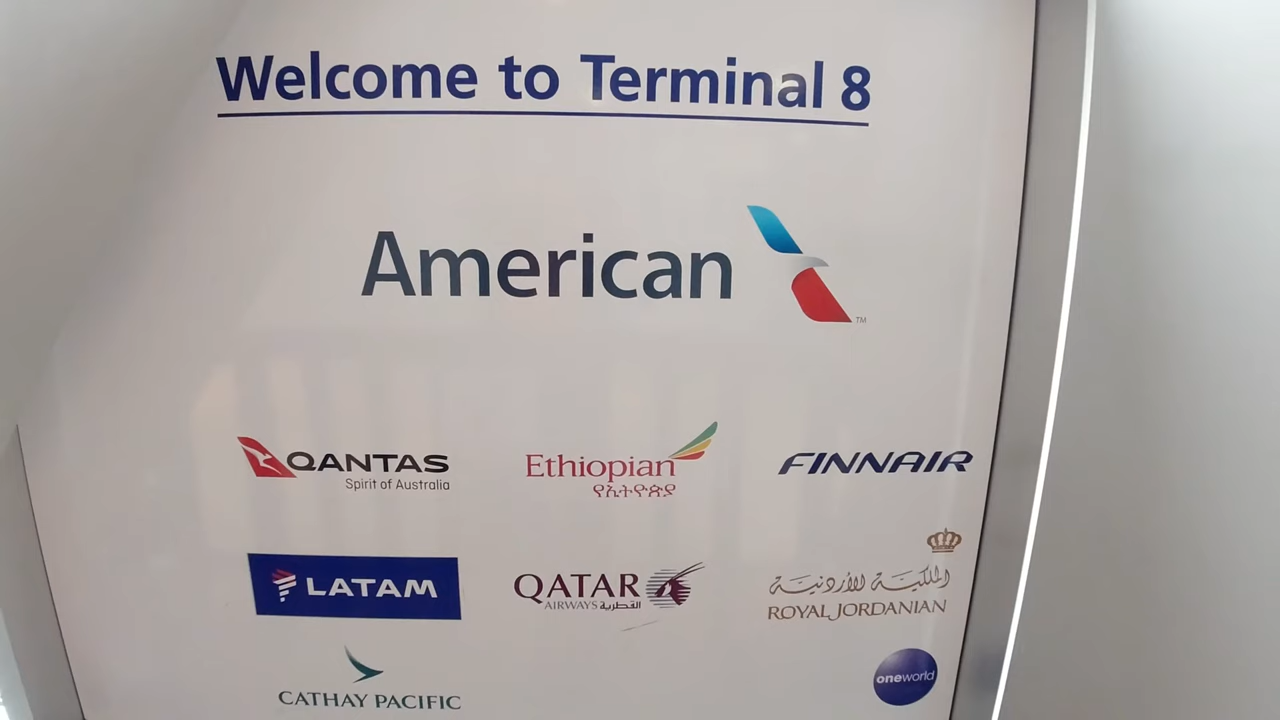 Welcome to Terminal 8
American
TM
QANTAS
Spirit of Australia
Ethiopian
የኢትዮጵያ
FINNAIR
LATAM
QATAR
AIRWAYS القطرية
الملكية الأردنية
ROYAL JORDANIAN
CATHAY PACIFIC
oneworld